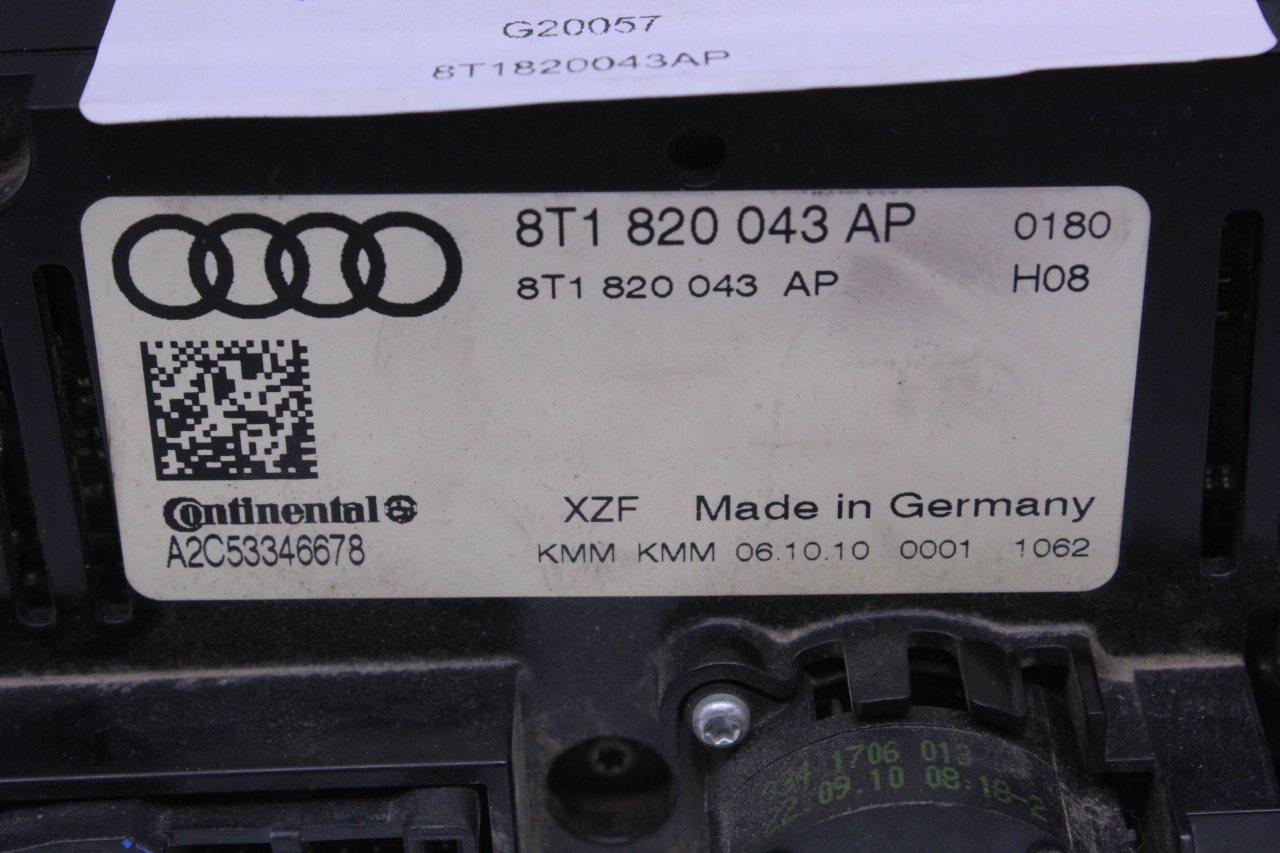 G20057
8T1820043AP
8T1 820 043 AP 0180
8T1 820 043 AP H08
Continental
A2C53346678
XZF Made in Germany
KMM KMM 06.10.10 0001 1062
1706 013
22 09.10 08:18-2